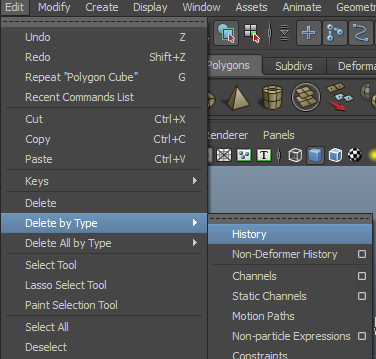 Edit Modify Create Display Window Assets Animate
Undo Z
Redo Shift+Z
Repeat "Polygon Cube" G
Recent Commands List
Cut Ctrl+X
Copy Ctrl+C
Paste Ctrl+V
Keys
Delete
Delete by Type
Delete All by Type
Select Tool
Lasso Select Tool
Paint Selection Tool
Select All
Deselect
Polygons Subdivs
Panels
T
History
Non-Deformer History
Channels
Static Channels
Motion Paths
Non-particle Expressions
Constraints